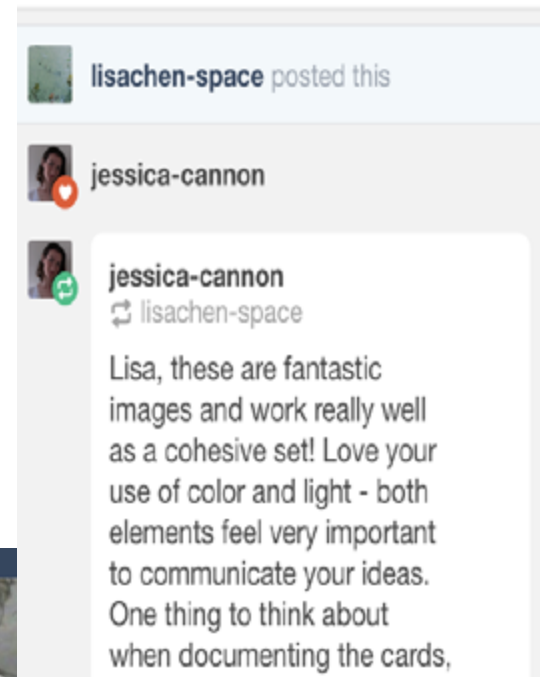 lisachen-space posted this
jessica-cannon
jessica-cannon
lisachen-space
Lisa, these are fantastic
images and work really well
as a cohesive set! Love your
use of color and light - both
elements feel very important
to communicate your ideas.
One thing to think about
when documenting the cards,